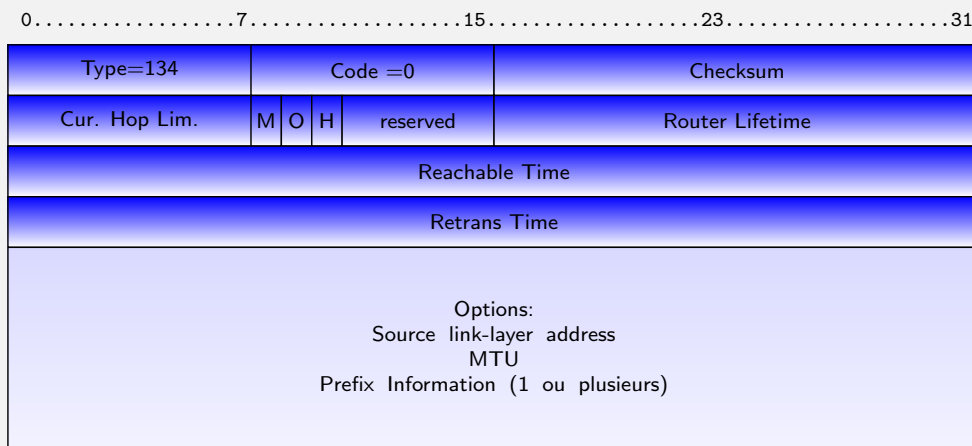 0.................7.................15.................23....................31
Type=134 Code =0 Checksum
Cur. Hop Lim. M O H reserved Router Lifetime
Reachable Time
Retrans Time
Options:
Source link-layer address
MTU
Prefix Information (1 ou plusieurs)